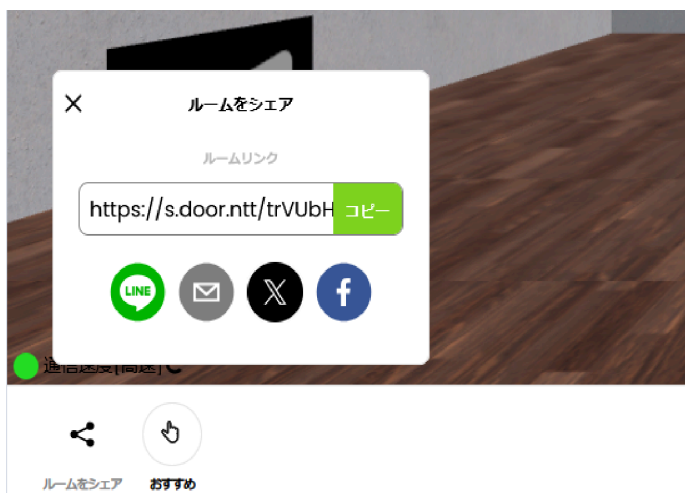 ルームをシェア
ルームリンク
https://s.door.ntt/trVUbH
コピー
LINE
通信速度[高速]
ルームをシェア
おすすめ